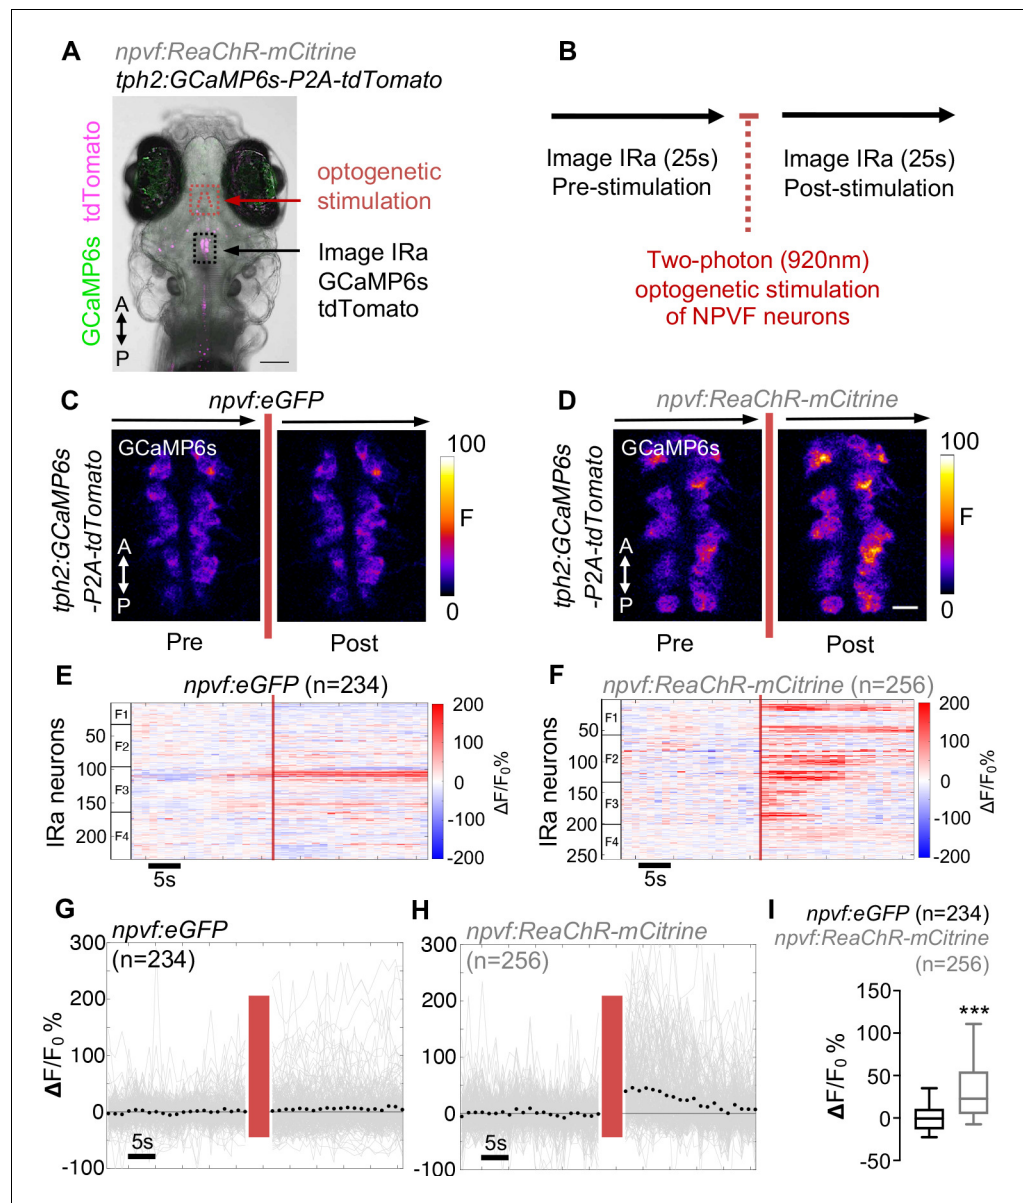 A
npvf:ReaChR-mCitrine
tph2:GCaMP6s-P2A-tdTomato
GCaMP6s tdTomato
optogenetic
stimulation
Image IRa
GCaMP6s
tdTomato
A
P
B
Image IRa (25s)
Pre-stimulation
Image IRa (25s)
Post-stimulation
Two-photon (920nm)
optogenetic stimulation
of NPVF neurons
C
npvf:eGFP
tph2:GCaMP6s
-P2A-tdTomato
GCaMP6s
A
P
100
F
0
Pre
Post
D
npvf:ReaChR-mCitrine
tph2:GCaMP6s
-P2A-tdTomato
GCaMP6s
A
P
100
F
0
Pre
Post
E
npvf:eGFP (n=234)
IRa neurons
50
100
150
200
F1
F2
F3
F4
200
100
0
-100
-200
ΔF/F0%
5s
F
npvf:ReaChR-mCitrine (n=256)
IRa neurons
50
100
150
200
250
F1
F2
F3
F4
200
100
0
-100
-200
ΔF/F0%
5s
G
npvf:eGFP
(n=234)
ΔF/F0 %
300
200
100
0
-100
5s
H
npvf:ReaChR-mCitrine
(n=256)
300
200
100
0
-100
5s
I
npvf:eGFP (n=234)
npvf:ReaChR-mCitrine
(n=256)
ΔF/F0 %
150
100
50
0
-50
***